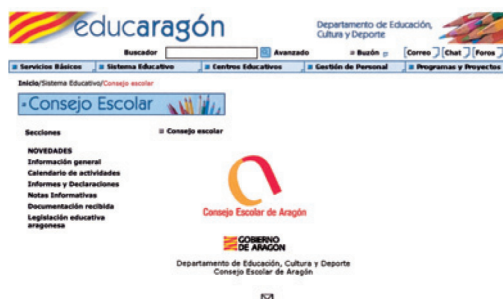 educaragón
Departamento de Educación,
Cultura y Deporte
Buscador Avanzado Buzón Correo Chat Foros
Servicios Básicos Sistema Educativo Centros Educativos Gestión de Personal Programas y Proyectos
Inicio/Sistema Educativo/Consejo escolar
Consejo Escolar
Secciones
Consejo escolar
NOVEDADES
Información general
Calendario de actividades
Informes y Declaraciones
Notas Informativas
Documentación recibida
Legislación educativa
aragonesa
Consejo Escolar de Aragón
GOBIERNO
DE ARAGON
Departamento de Educación, Cultura y Deporte
Consejo Escolar de Aragón